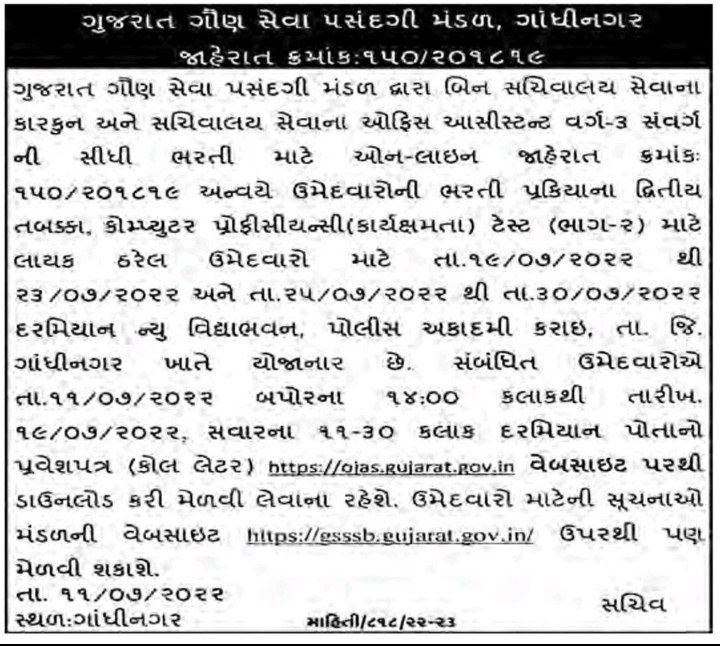 ગુજરાત ગૌણ સેવા પસંદગી મંડળ, ગાંધીનગર
જાહેરાત ક્રમાંક:૧૫૦/૨૦૧૮૧૯
ગુજરાત ગૌણ સેવા પસંદગી મંડળ દ્વારા બિન સચિવાલય સેવાના
કારકુન અને સચિવાલય સેવાના ઓફિસ આસીસ્ટન્ટ વર્ગ-૩ સંવર્ગ
ની સીધી ભરતી માટે ઓન-લાઇન જાહેરાત ક્રમાંકઃ
૧૫૦/૨૦૧૮૧૯ અન્વયે ઉમેદવારોની ભરતી પ્રકિયાના દ્વિતીય
તબક્કા, કોમ્પ્યુટર પ્રોફીસીયન્સી(કાર્યક્ષમતા) ટેસ્ટ (ભાગ-૨) માટે
લાયક ઠરેલ ઉમેદવારો માટે તા.૧૯/૦૭/૨૦૨૨ થી
૨૩/૦૭/૨૦૨૨ અને તા.૨૫/૦૭/૨૦૨૨ થી તા.૩૦/૦૭/૨૦૨૨
દરમિયાન ન્યુ વિદ્યાભવન, પોલીસ અકાદમી કરાઇ, તા. જિ.
ગાંધીનગર ખાતે યોજાનાર છે. સંબંધિત ઉમેદવારોએ
તા.૧૧/૦૭/૨૦૨૨ બપોરના ૧૪:૦૦ કલાકથી તારીખ.
૧૯/૦૭/૨૦૨૨, સવારના ૧૧-૩૦ કલાક દરમિયાન પોતાનો
પ્રવેશપત્ર (કોલ લેટર) https://ojas.gujarat.gov.in વેબસાઇટ પરથી
ડાઉનલોડ કરી મેળવી લેવાના રહેશે. ઉમેદવારો માટેની સૂચનાઓ
મંડળની વેબસાઇટ https://gsssb.gujarat.gov.in/ ઉપરથી પણ
મેળવી શકાશે.
તા. ૧૧/૦૭/૨૦૨૨
સચિવ
સ્થળ:ગાંધીનગર
માહિતી/૮૧૮/૨૨-૨૩